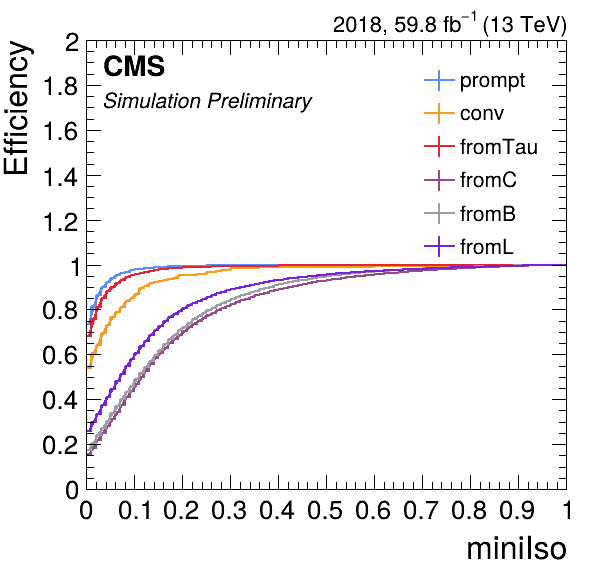 2018, 59.8 fb⁻¹ (13 TeV)
CMS
Simulation Preliminary
prompt
conv
fromTau
fromC
fromB
fromL
Efficiency
2
1.8
1.6
1.4
1.2
1
0.8
0.6
0.4
0.2
0
0 0.1 0.2 0.3 0.4 0.5 0.6 0.7 0.8 0.9 1
miniIso